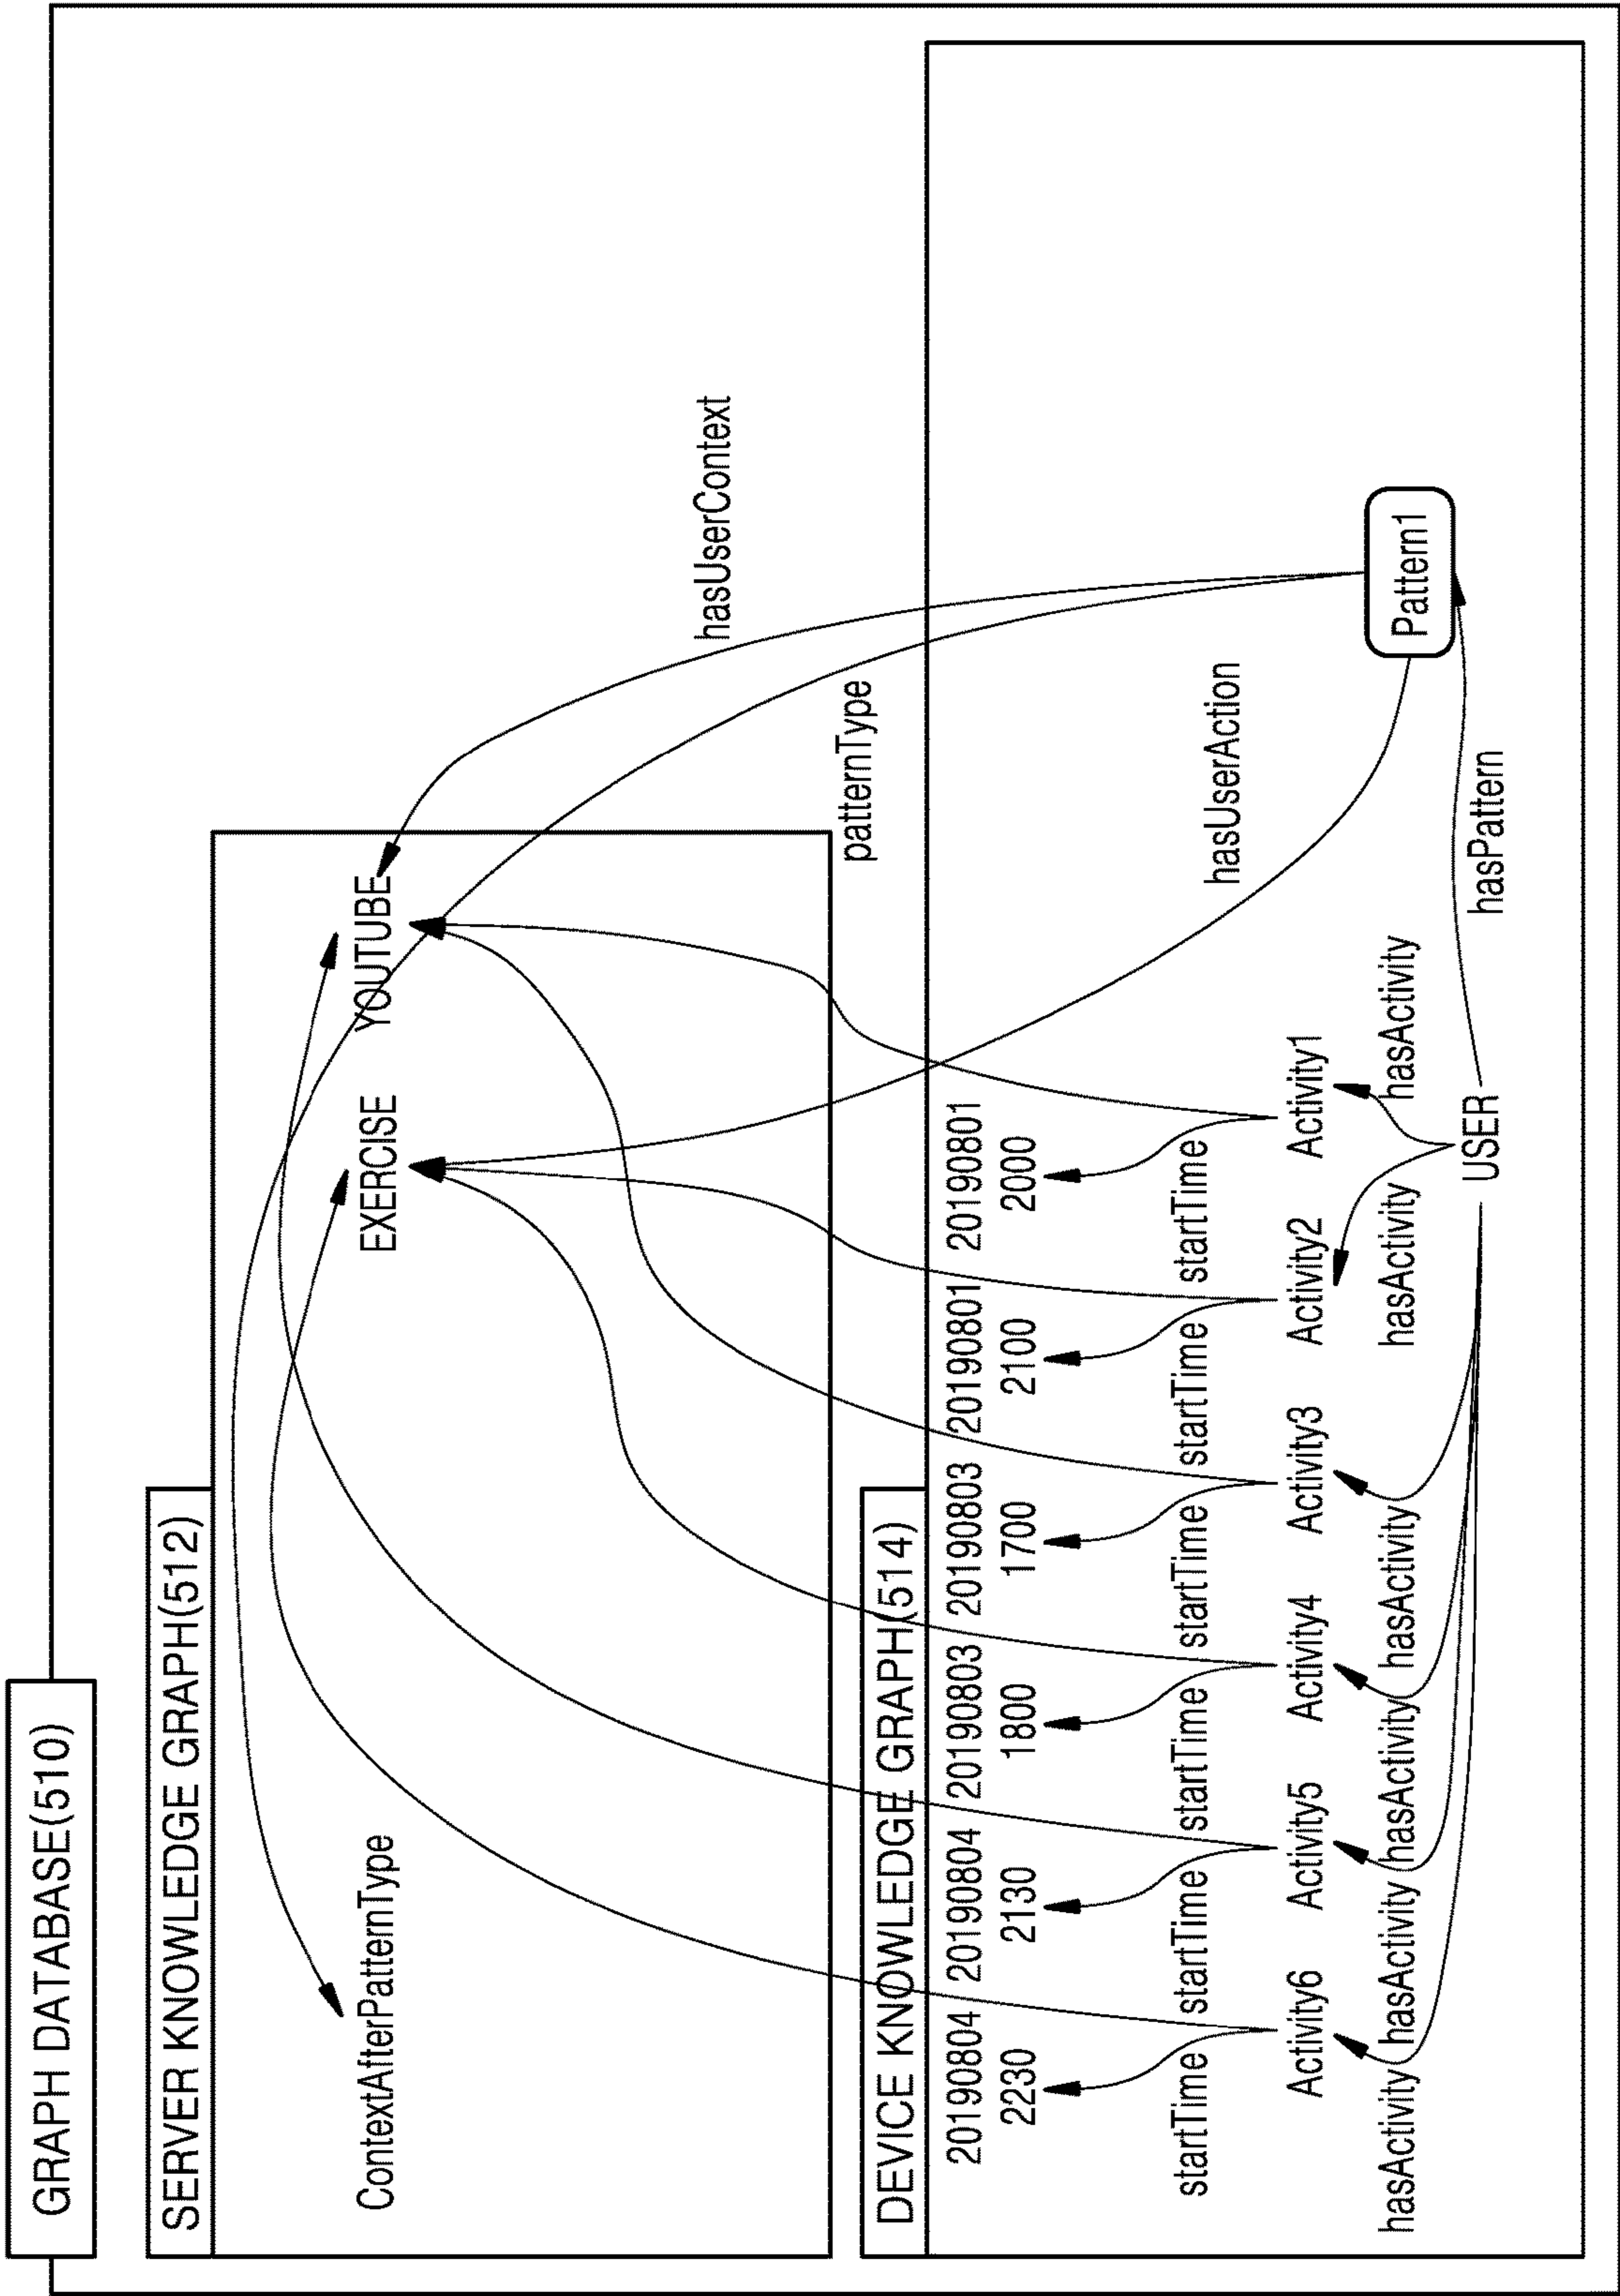 GRAPH DATABASE(510)
SERVER KNOWLEDGE GRAPH(512)
ContextAfterPatternType
EXERCISE
YOUTUBE
hasUserContext
patternType
DEVICE KNOWLEDGE GRAPH(514)
20190804 20190804 20190803 20190803 20190801 20190801
2230 2130 1800 1700 2100 2000
startTime startTime startTime startTime startTime startTime
hasUserAction
Activity6 Activity5 Activity4 Activity3 Activity2 Activity1
Pattern1
hasActivity hasActivity hasActivity hasActivity hasActivity hasActivity
USER
hasPattern